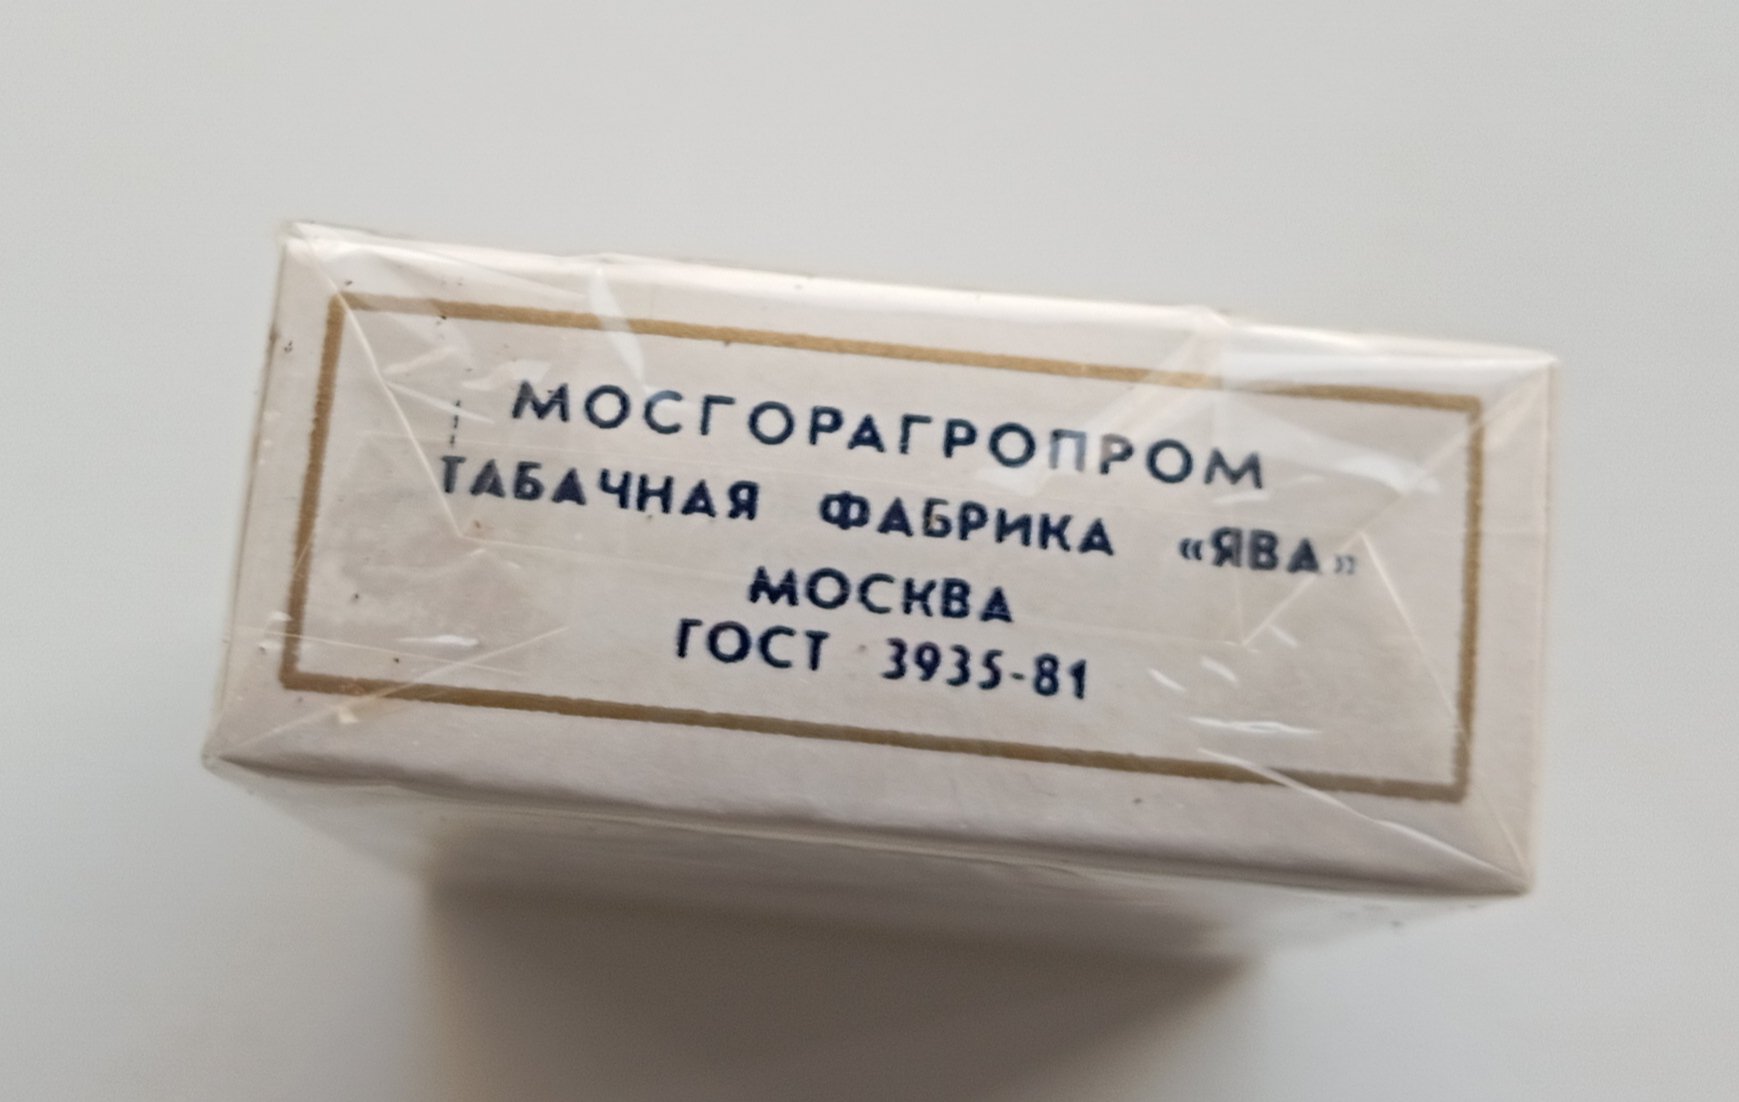 МОСГОРАГРОПРОМ
ТАБАЧНАЯ ФАБРИКА «ЯВА»
МОСКВА
ГОСТ 3935-81